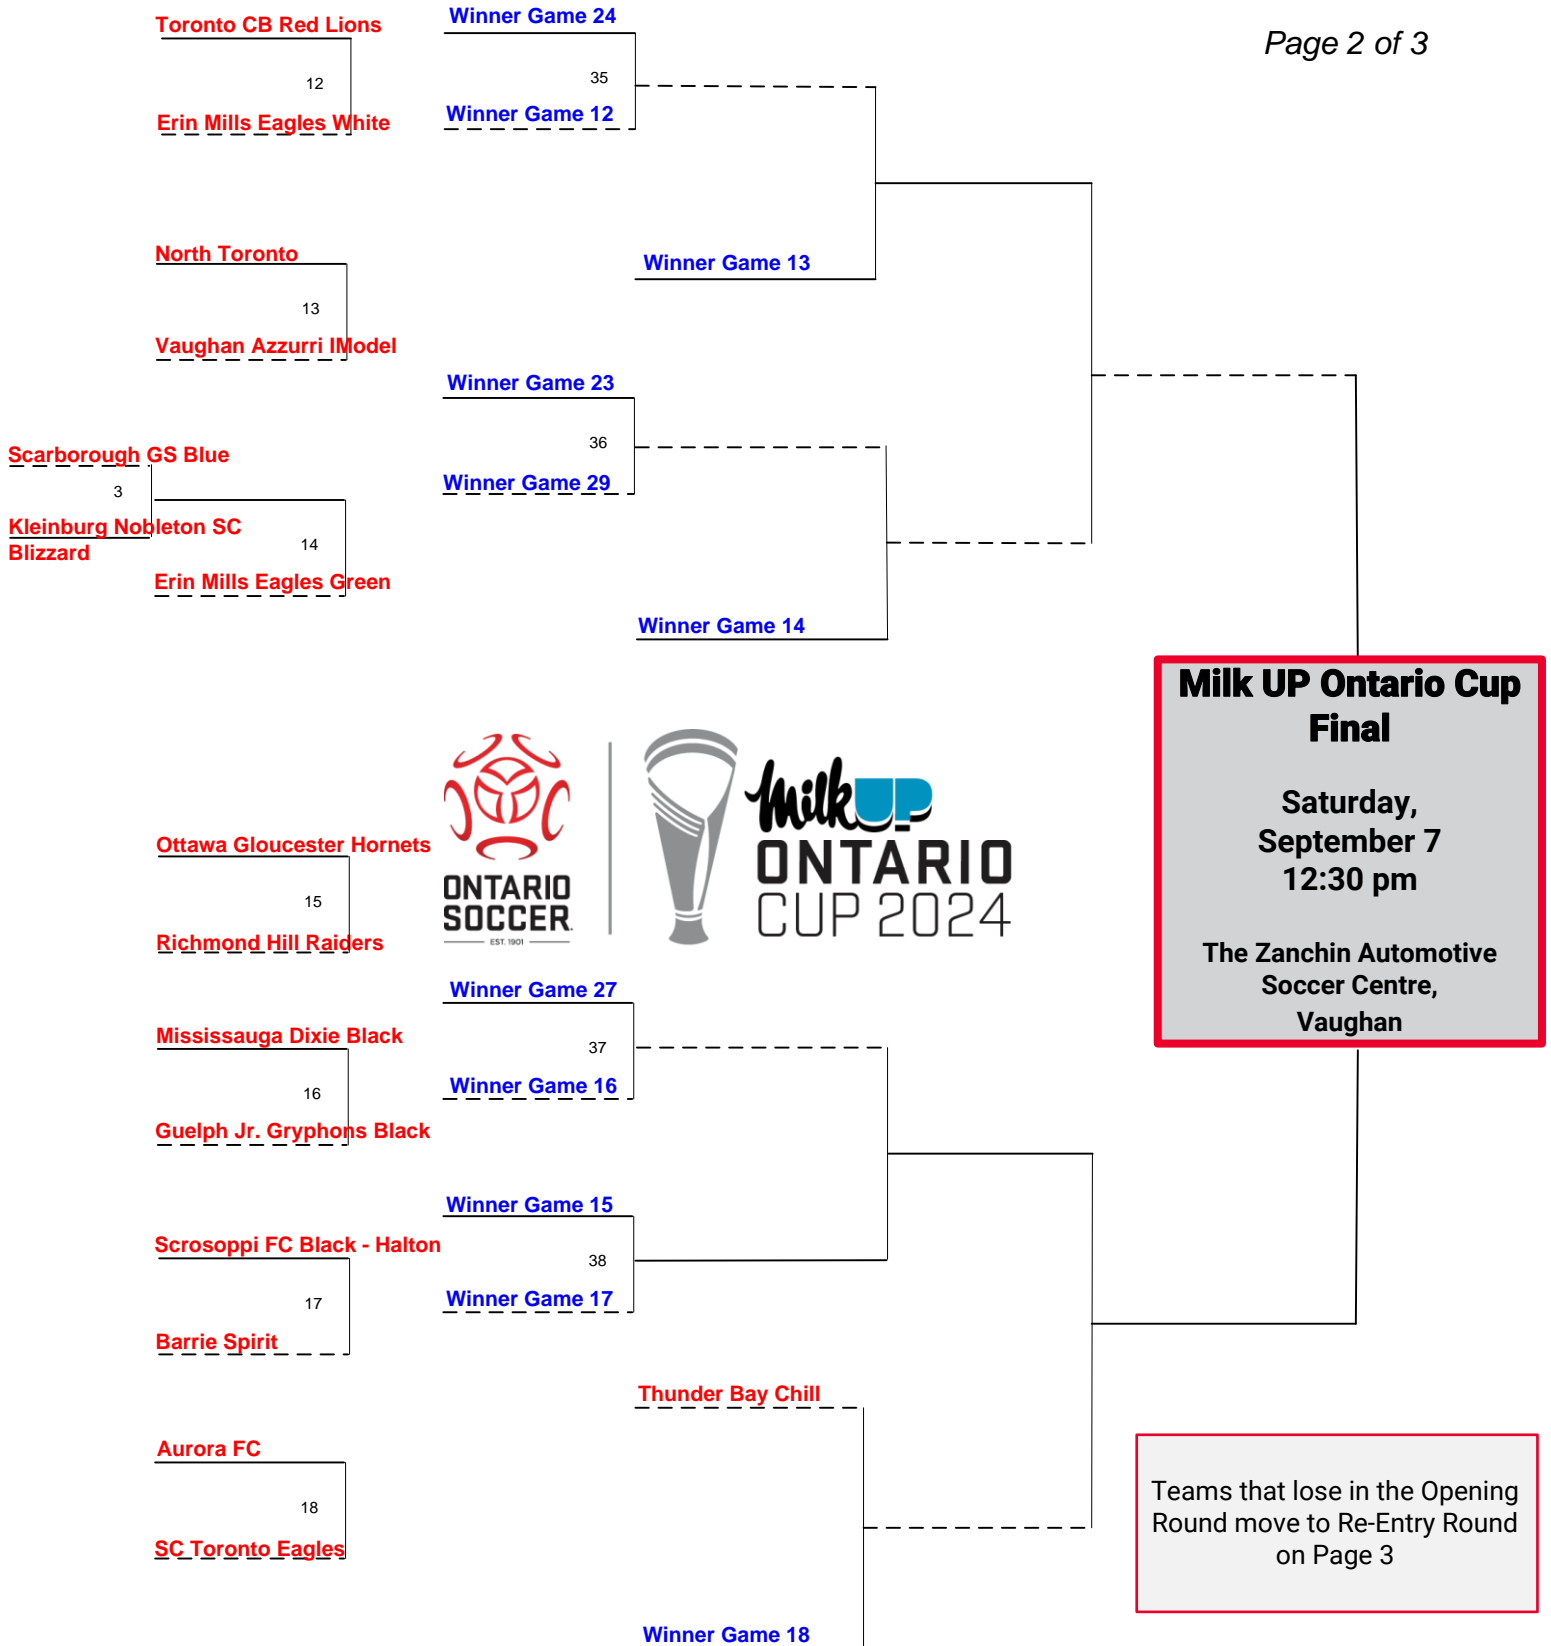 Page 2 of 3
Toronto CB Red Lions
12
Erin Mills Eagles White
Winner Game 24
35
Winner Game 12
North Toronto
13
Vaughan Azzurri IModel
Winner Game 13
Winner Game 23
36
Winner Game 29
Scarborough GS Blue
3
Kleinburg Nobleton SC
Blizzard
14
Erin Mills Eagles Green
Winner Game 14
Milk UP Ontario Cup
Final
Saturday,
September 7
12:30 pm
The Zanchin Automotive
Soccer Centre,
Vaughan
ONTARIO
SOCCER
EST. 1901
Milk UP
ONTARIO
CUP 2024
Ottawa Gloucester Hornets
15
Richmond Hill Raiders
Winner Game 27
37
Winner Game 16
Mississauga Dixie Black
16
Guelph Jr. Gryphons Black
Winner Game 15
38
Winner Game 17
Scrosoppi FC Black - Halton
17
Barrie Spirit
Thunder Bay Chill
Aurora FC
18
SC Toronto Eagles
Winner Game 18
Teams that lose in the Opening
Round move to Re-Entry Round
on Page 3